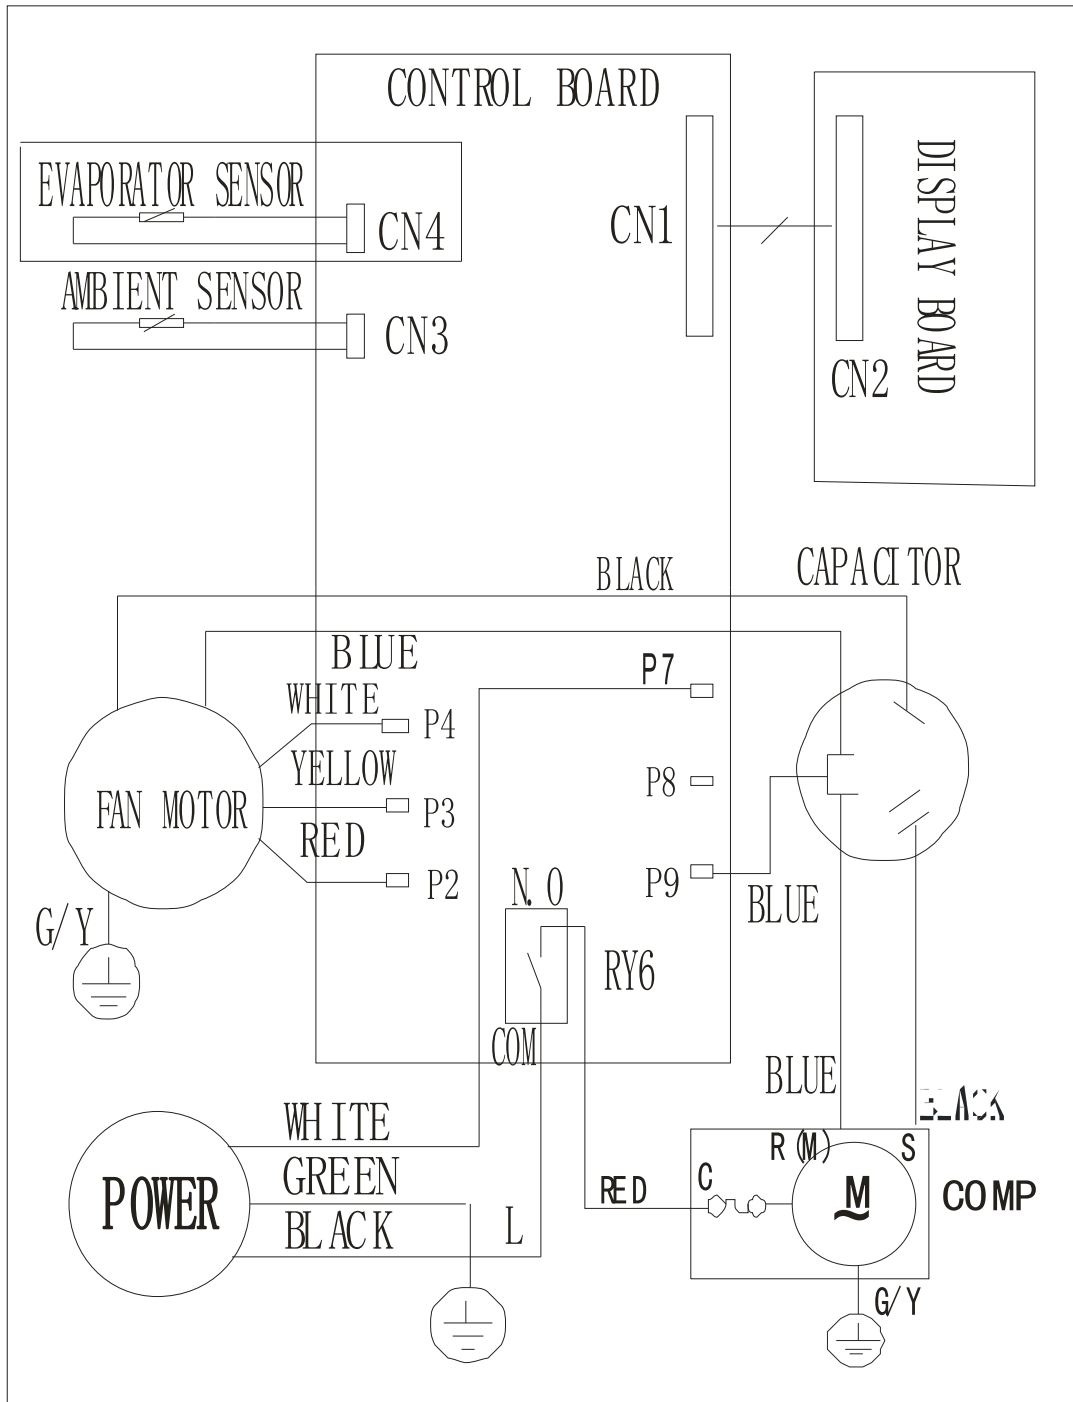 CONTROL BOARD
EVAPORATOR SENSOR
CN4
CN1
DISPLAY BOARD
AMBIENT SENSOR
CN3
CN2
BLACK
CAPACITOR
BLUE
P7
WHITE
P4
YELLOW
P8
FAN MOTOR
P3
RED
P2
N.O
P9
BLUE
G/Y
RY6
COM
BLUE
BLACK
WHITE
R(M)
S
POWER
GREEN
C
RED
M
COMP
BLACK
L
G/Y